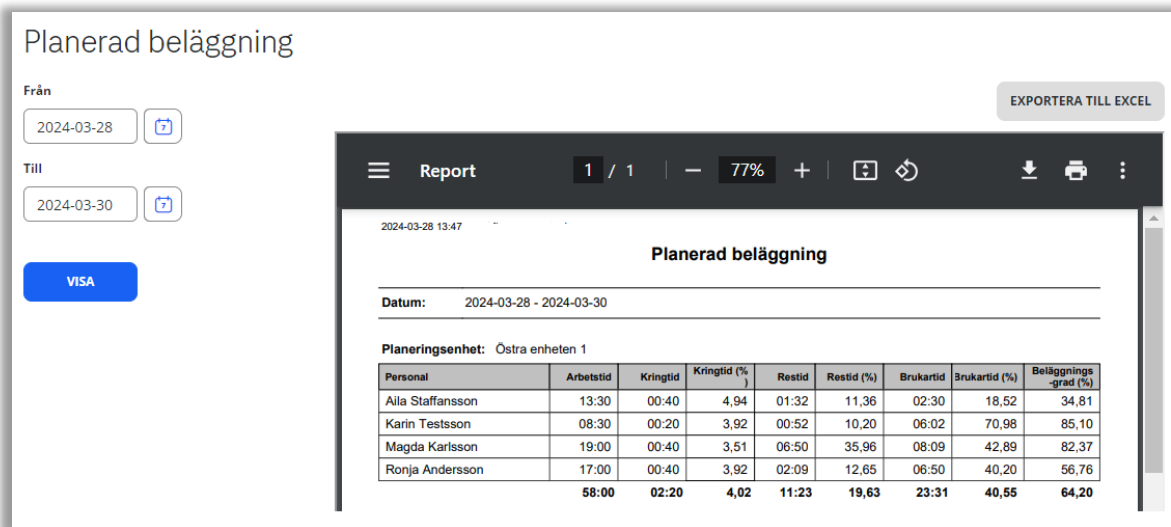 Planerad beläggning
Från
2024-03-28
7
Till
2024-03-30
7
VISA
EXPORTERA TILL EXCEL
Report 1 / 1 77%
2024-03-28 13:47
Planerad beläggning
Datum: 2024-03-28 - 2024-03-30
Planeringsenhet: Östra enheten 1
Personal Arbetstid Kringtid Kringtid (%) Restid Restid (%) Brukartid Brukartid (%) Beläggnings-grad (%)
Aila Staffansson 13:30 00:40 4,94 01:32 11,36 02:30 18,52 34,81
Karin Testsson 08:30 00:20 3,92 00:52 10,20 06:02 70,98 85,10
Magda Karlsson 19:00 00:40 3,51 06:50 35,96 08:09 42,89 82,37
Ronja Andersson 17:00 00:40 3,92 02:09 12,65 06:50 40,20 56,76
58:00 02:20 4,02 11:23 19,63 23:31 40,55 64,20